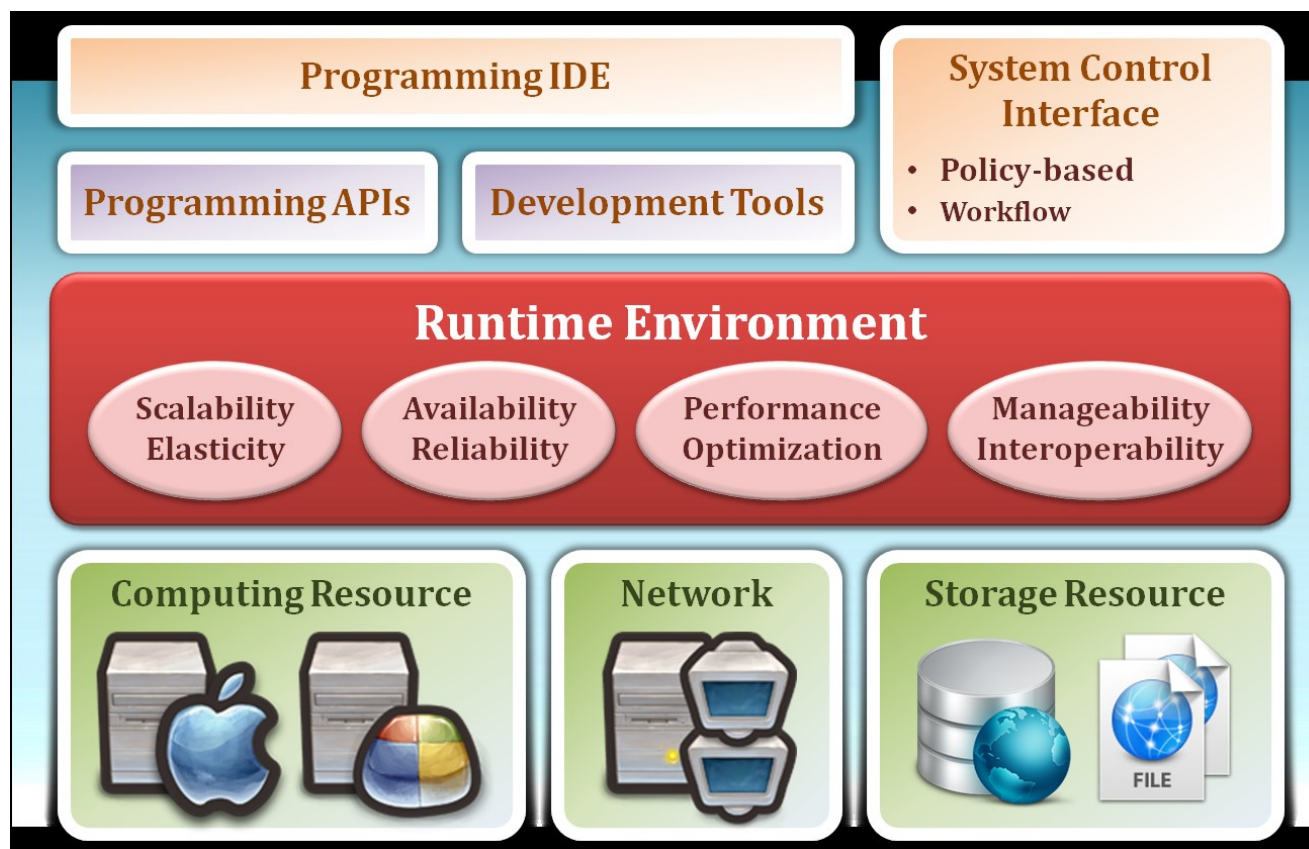 Programming IDE
System Control
Interface
• Policy-based
• Workflow
Programming APIs
Development Tools
Runtime Environment
Scalability
Elasticity
Availability
Reliability
Performance
Optimization
Manageability
Interoperability
Computing Resource
Network
Storage Resource
FILE